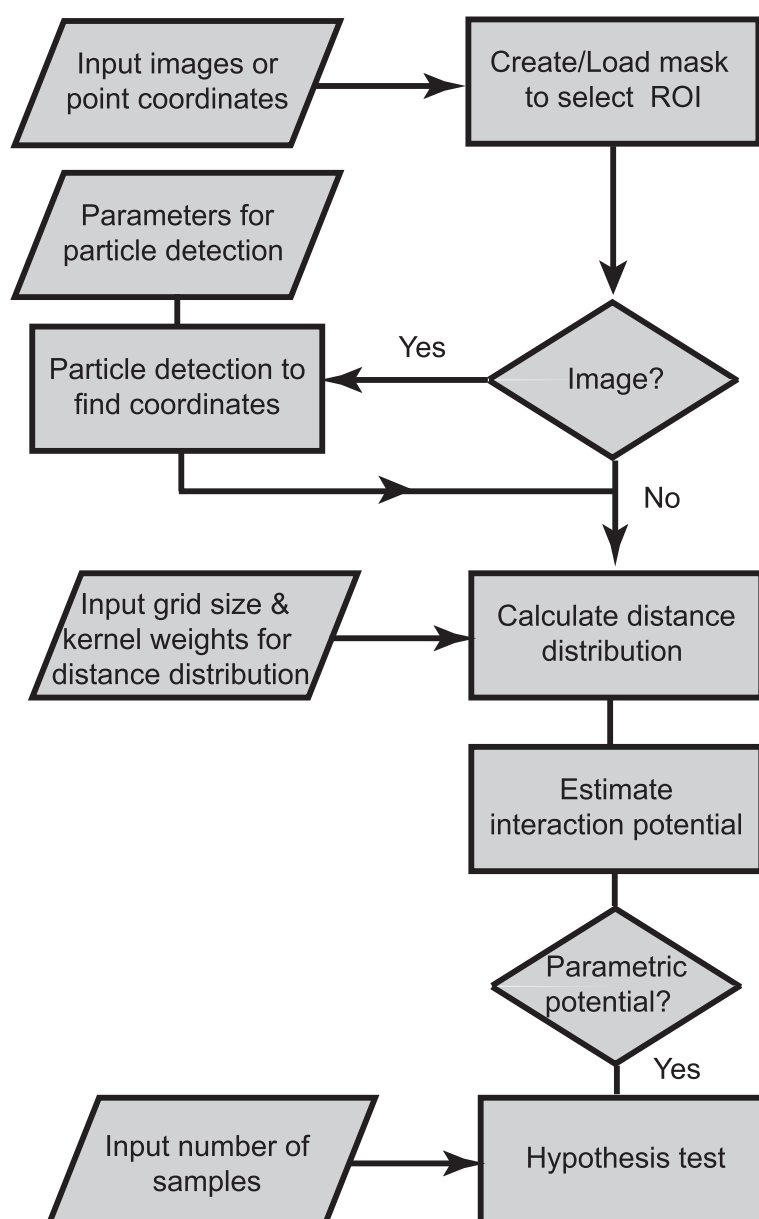 Input images or
point coordinates
Create/Load mask
to select ROI
Parameters for
particle detection
Particle detection to
find coordinates
Yes
Image?
No
Input grid size &
kernel weights for
distance distribution
Calculate distance
distribution
Estimate
interaction potential
Parametric
potential?
Yes
Input number of
samples
Hypothesis test